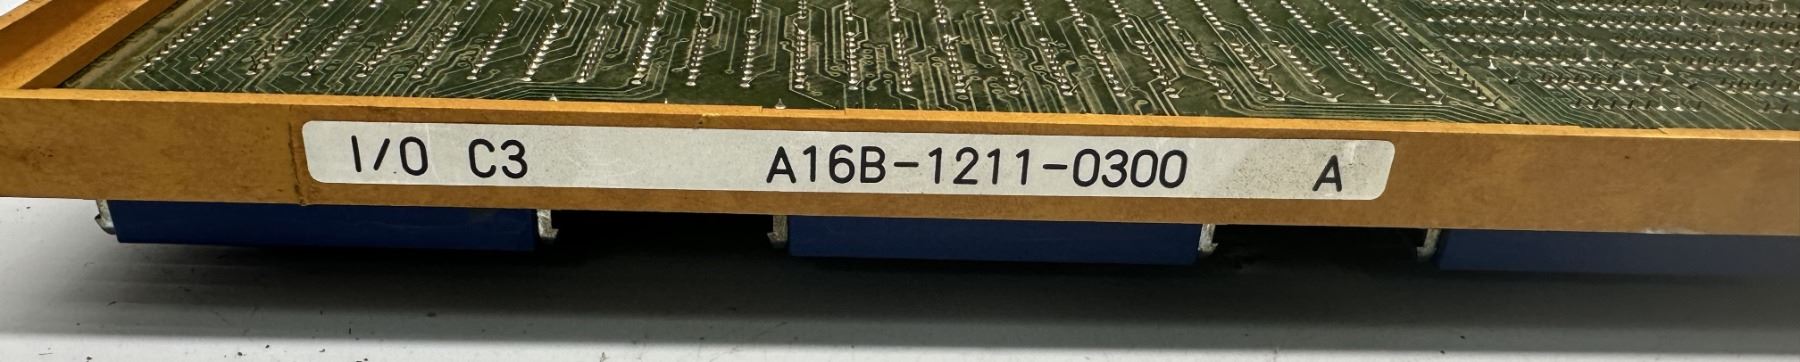 I/O C3 A16B-1211-0300 A